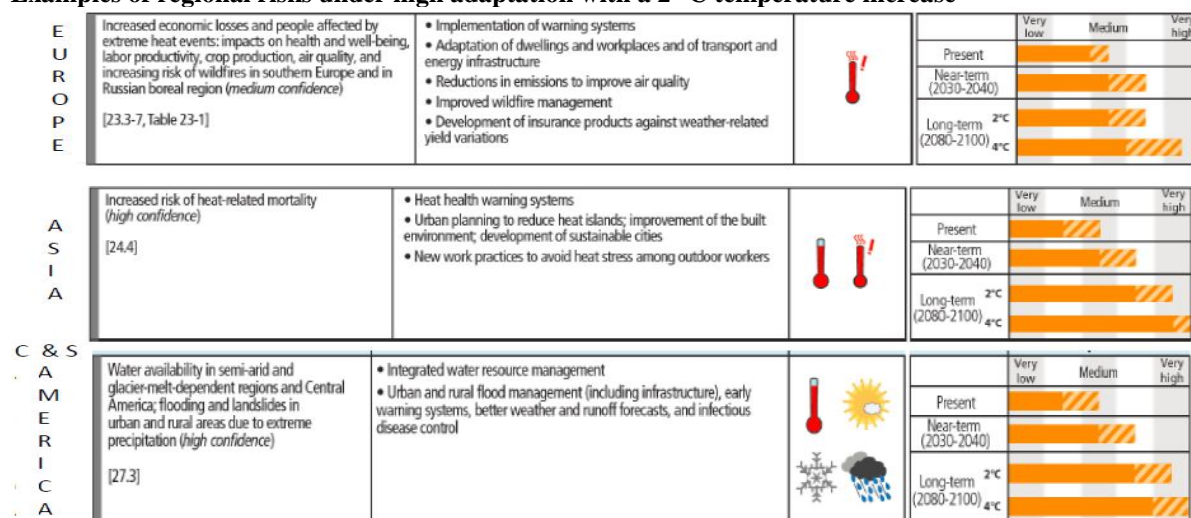 Examples of regional risks under high adaptation with a 2 °C temperature increase
E
U
R
O
P
E
Increased economic losses and people affected by
extreme heat events: impacts on health and well-being,
labor productivity, crop production, air quality, and
increasing risk of wildfires in southern Europe and in
Russian boreal region (medium confidence)
[23.3-7, Table 23-1]
• Implementation of warning systems
• Adaptation of dwellings and workplaces and of transport and
energy infrastructure
• Reductions in emissions to improve air quality
• Improved wildfire management
• Development of insurance products against weather-related
yield variations
Very
low
Medium
Very
high
Present
Near-term
(2030-2040)
Long-term
(2080-2100)
2°C
4°C
A
S
I
A
Increased risk of heat-related mortality
(high confidence)
[24.4]
• Heat health warning systems
• Urban planning to reduce heat islands; improvement of the built
environment; development of sustainable cities
• New work practices to avoid heat stress among outdoor workers
Very
low
Medium
Very
high
Present
Near-term
(2030-2040)
Long-term
(2080-2100)
2°C
4°C
C & S
A
M
E
R
I
C
A
Water availability in semi-arid and
glacier-melt-dependent regions and Central
America; flooding and landslides in
urban and rural areas due to extreme
precipitation (high confidence)
[27.3]
• Integrated water resource management
• Urban and rural flood management (including infrastructure), early
warning systems, better weather and runoff forecasts, and infectious
disease control
Very
low
Medium
Very
high
Present
Near-term
(2030-2040)
Long-term
(2080-2100)
2°C
4°C